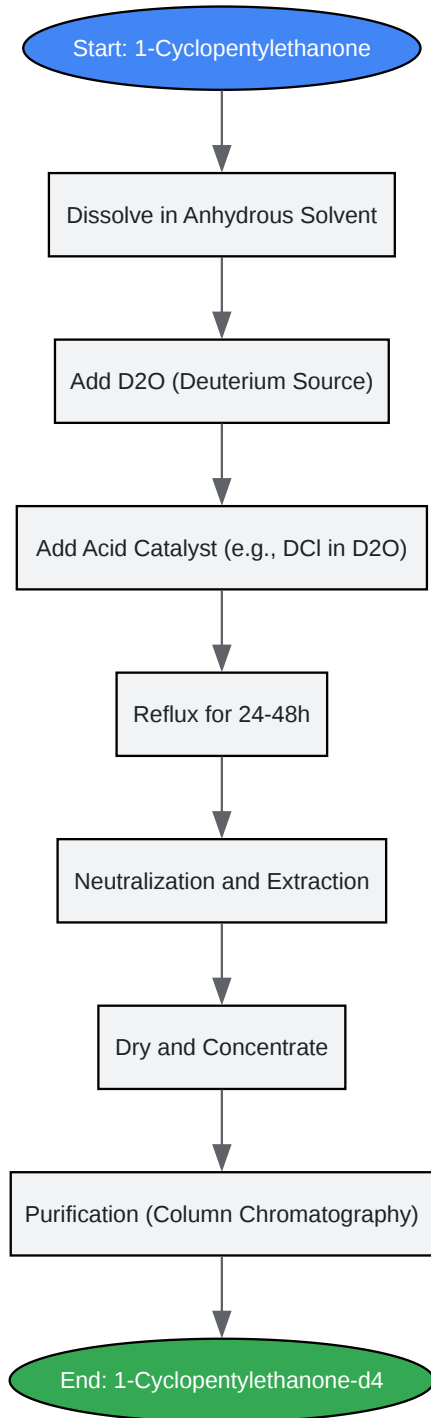 Start: 1-Cyclopentylethanone
Dissolve in Anhydrous Solvent
Add D2O (Deuterium Source)
Add Acid Catalyst (e.g., DCl in D2O)
Reflux for 24-48h
Neutralization and Extraction
Dry and Concentrate
Purification (Column Chromatography)
End: 1-Cyclopentylethanone-d4